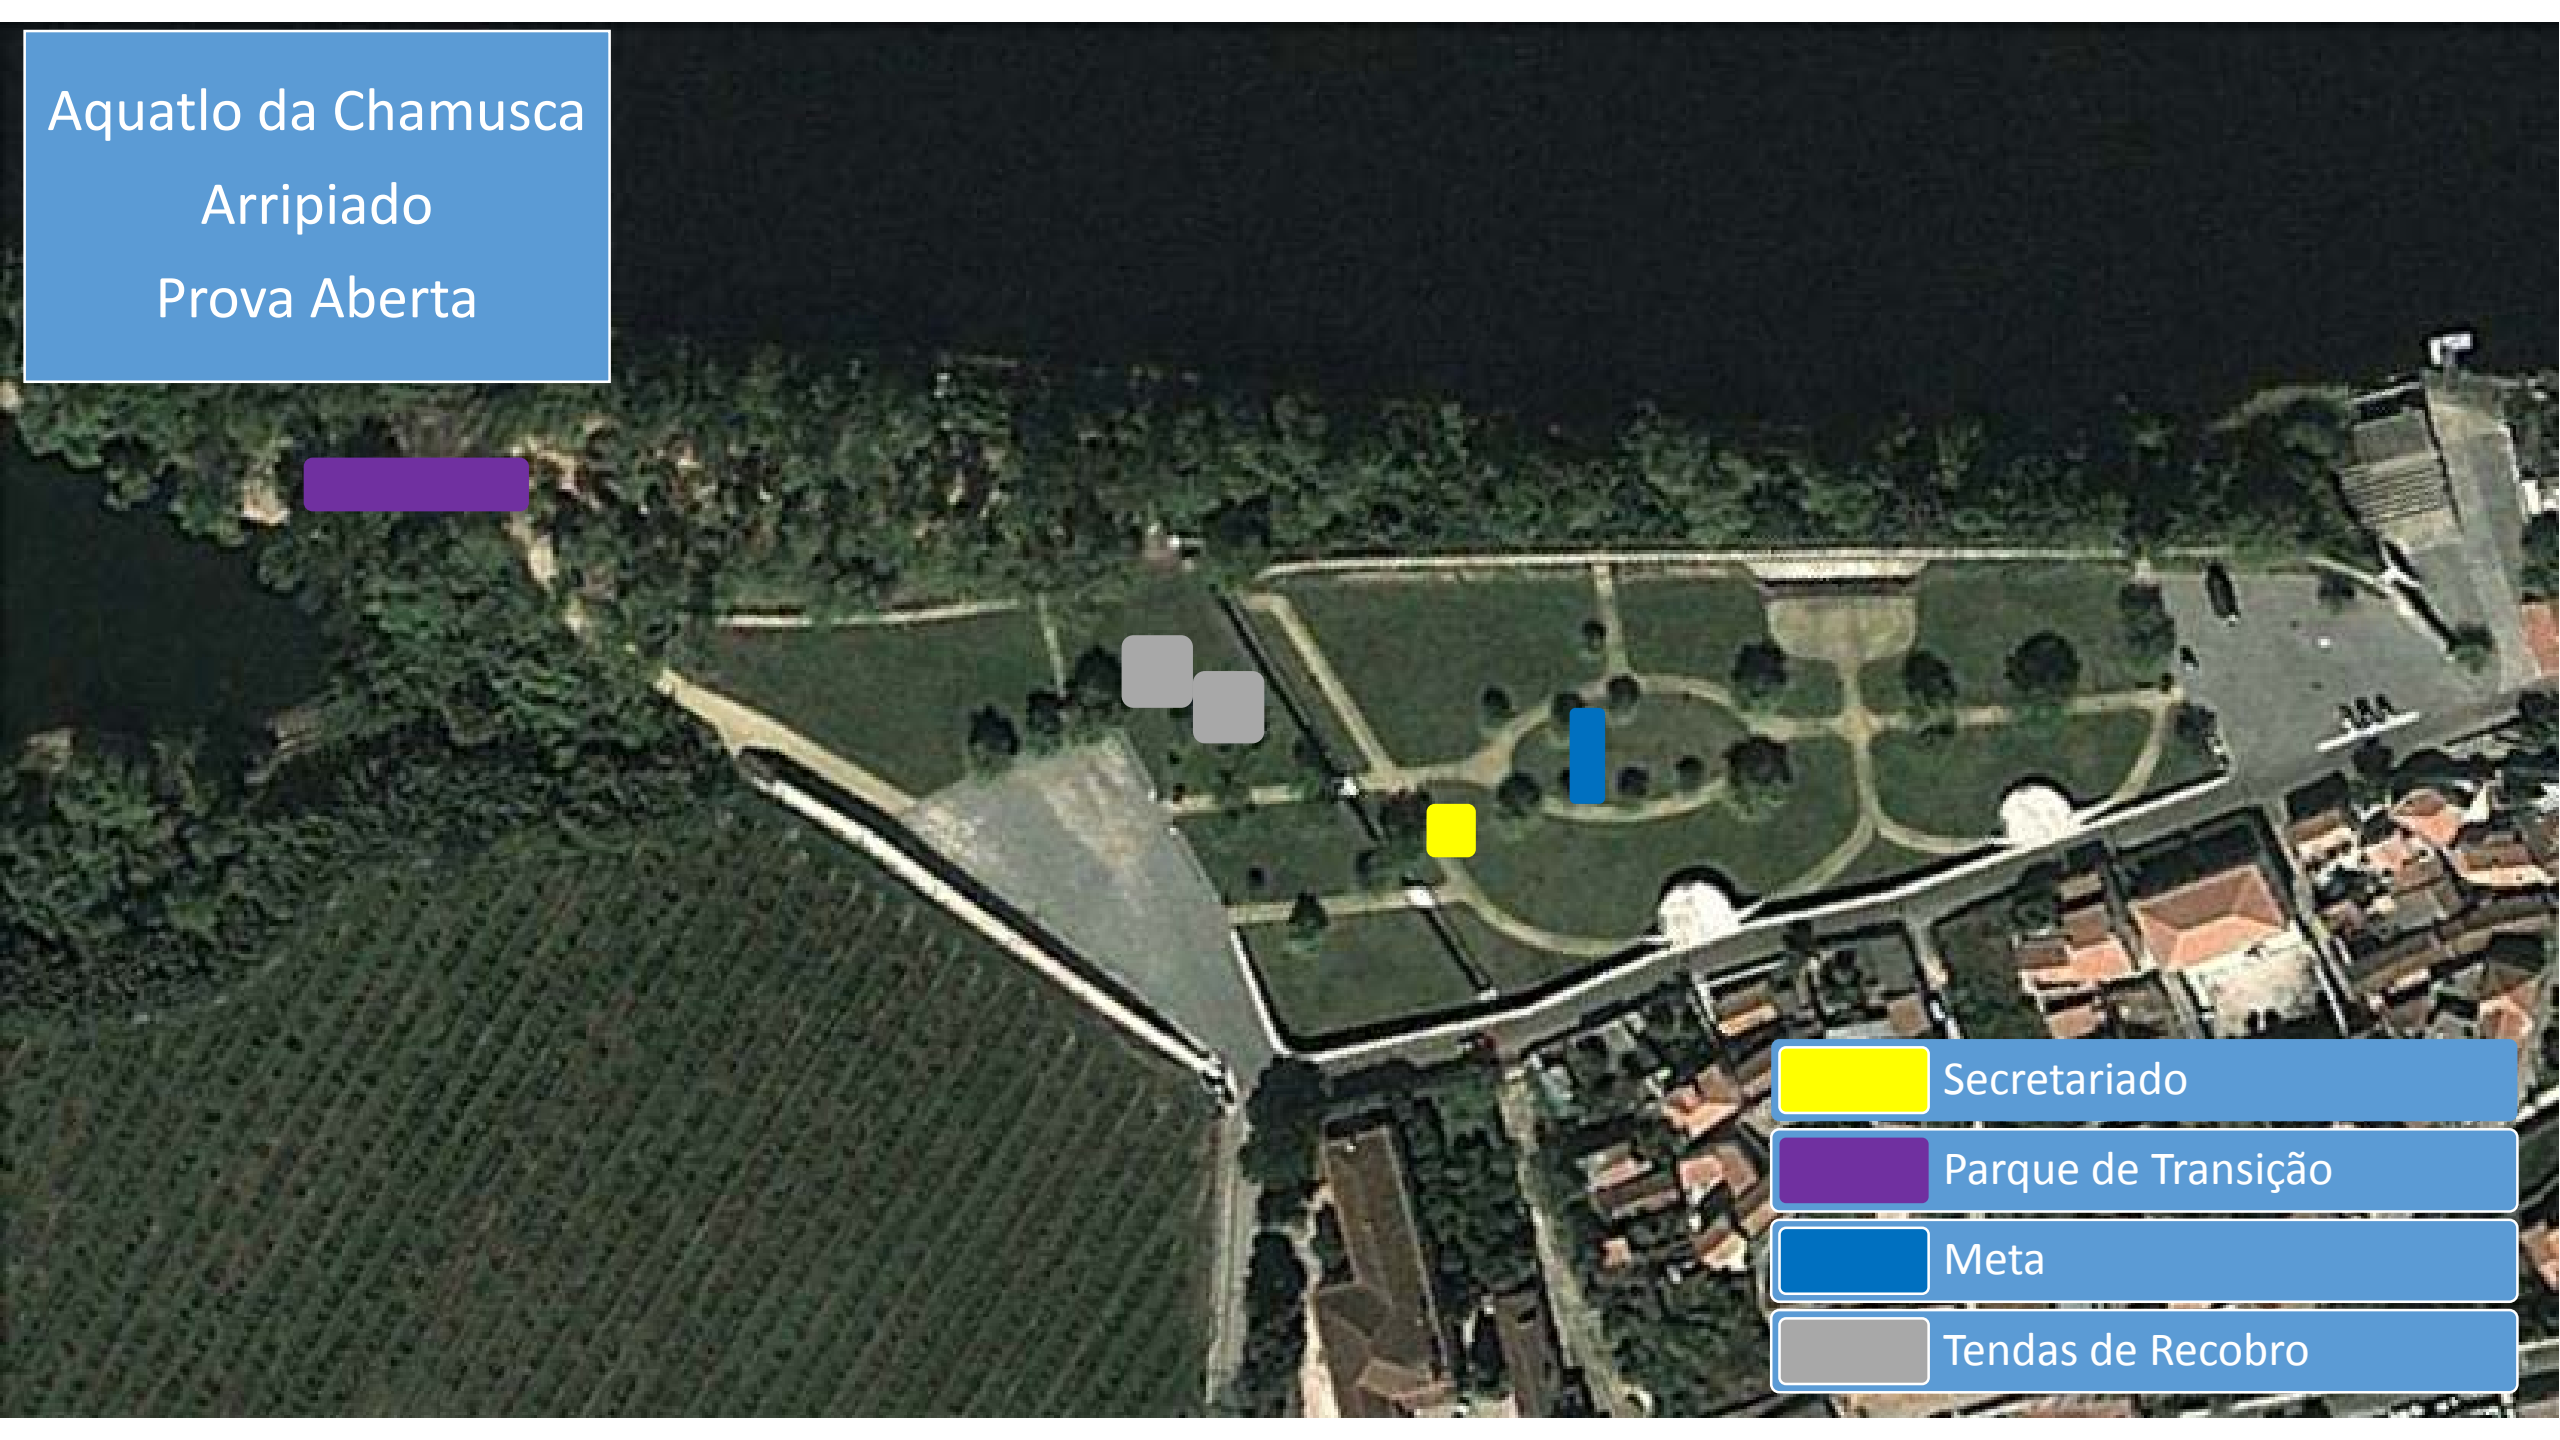 Aquatlo da Chamusca
Arripiado
Prova Aberta
Secretariado
Parque de Transição
Meta
Tendas de Recobro